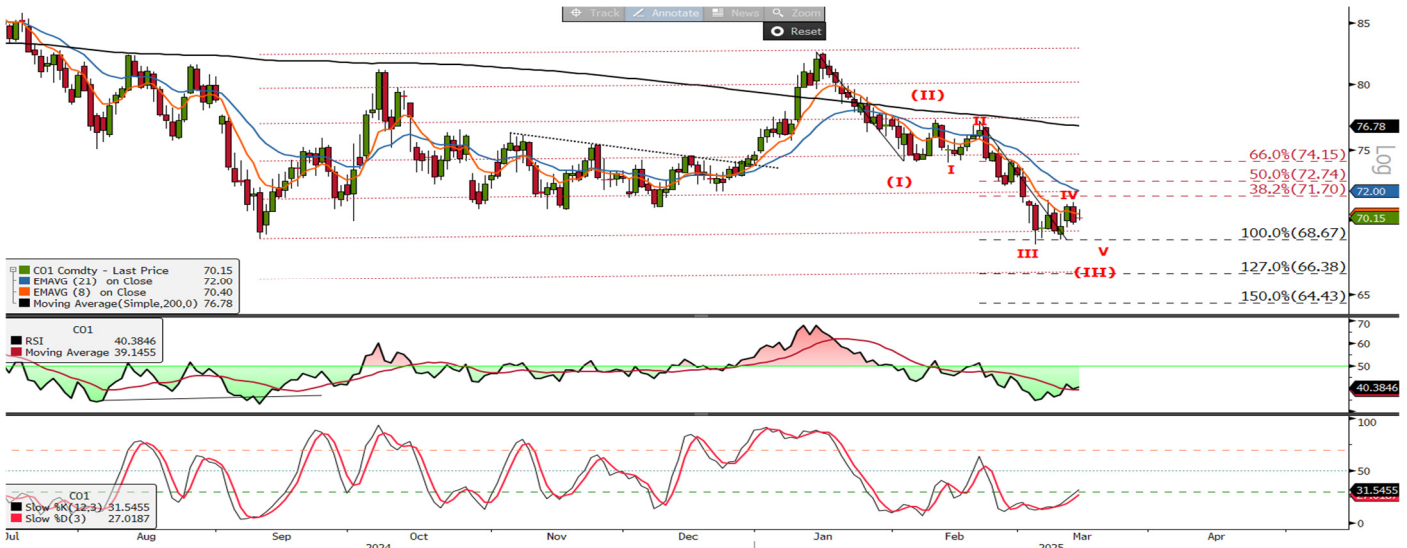 Track Annotate News Zoom
Reset
85
80
75
65
Log
76.78
72.00
70.15
66.0%(74.15)
50.0%(72.74)
38.2%(71.70)
100.0%(68.67)
127.0%(66.38)
150.0%(64.43)
(II)
II
(I)
I
IV
III
V
(III)
CO1 Comdty - Last Price 70.15
EMAVG (21) on Close 72.00
EMAVG (8) on Close 70.40
Moving Average(Simple,200,0) 76.78
CO1
RSI 40.3846
Moving Average 39.1455
70
60
50
40.3846
CO1
Slow %K(12,3) 31.5455
Slow %D(3) 27.0187
100
50
31.5455
0
Jul Aug Sep Oct Nov Dec Jan Feb Mar Apr
2024 2025